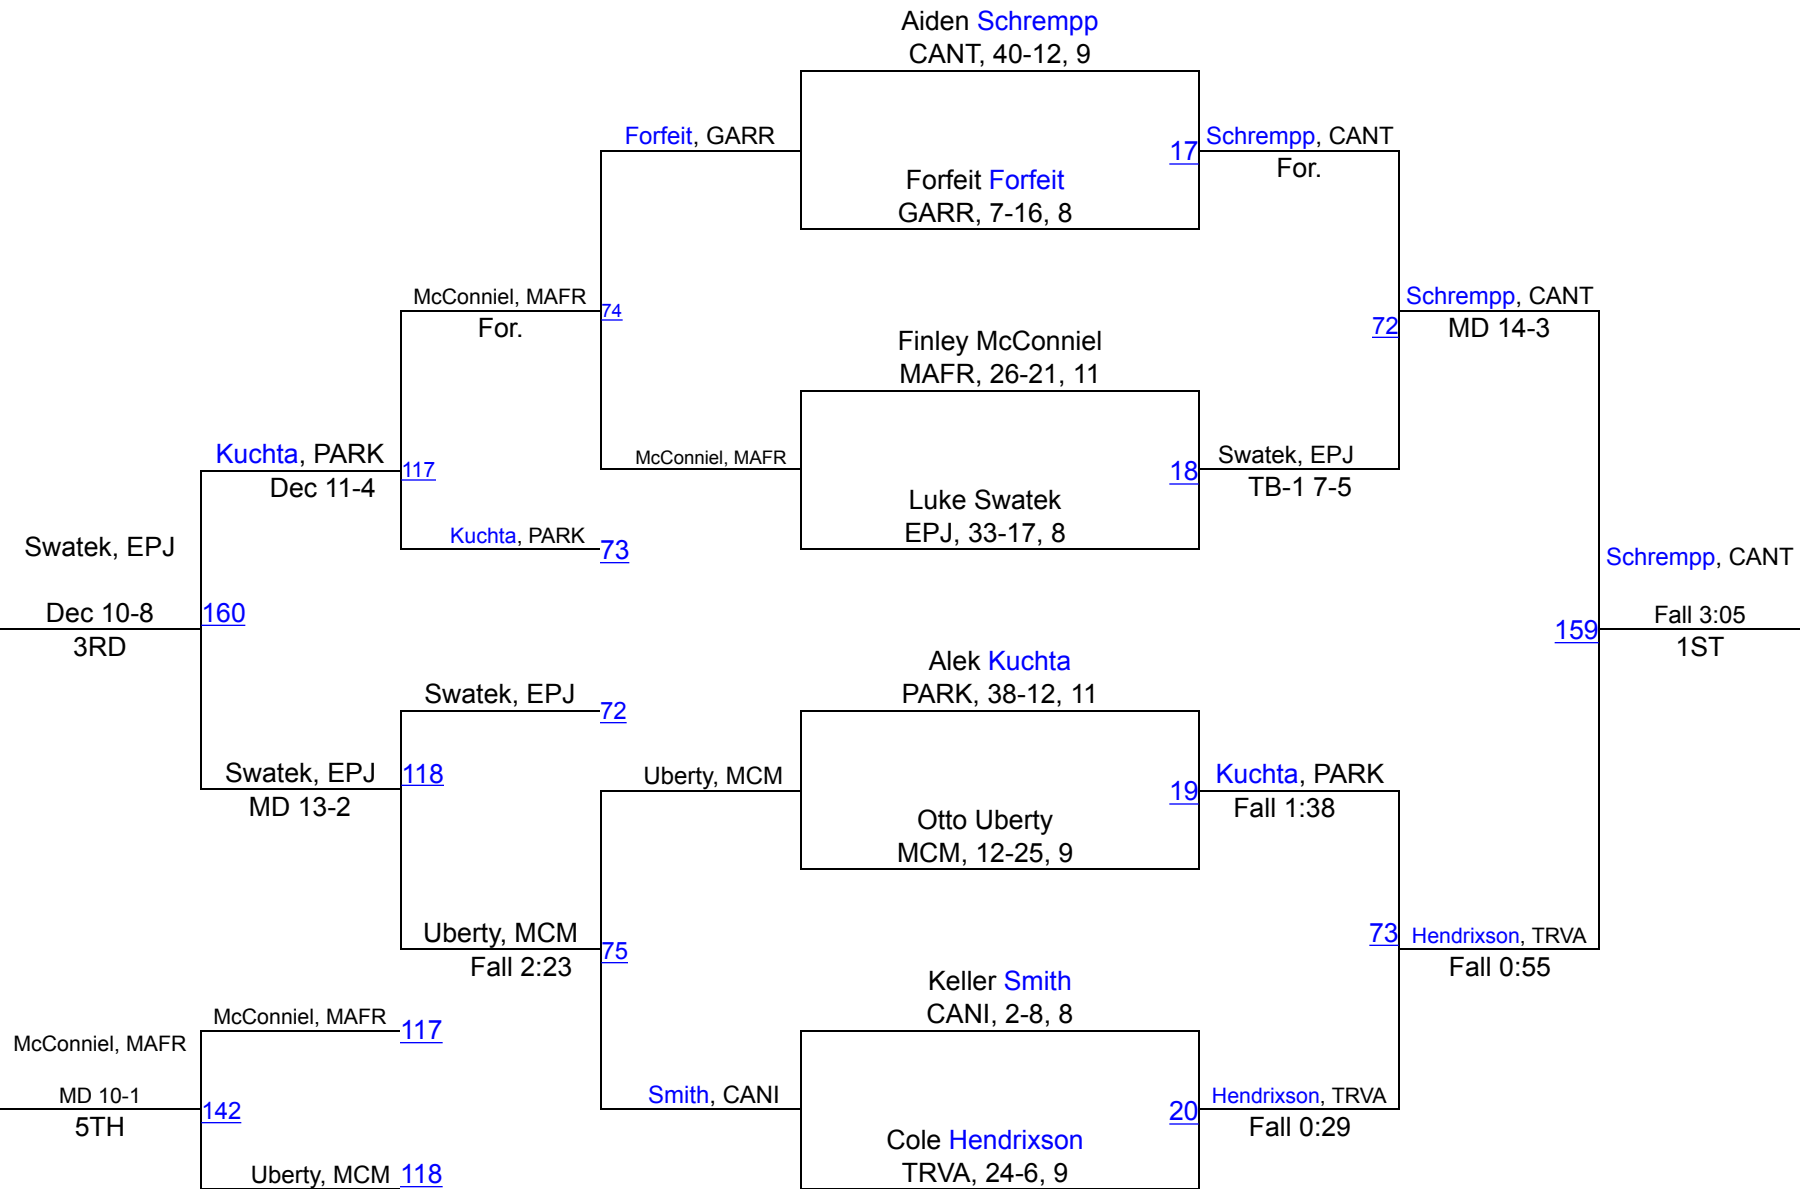 Aiden Schrempp
CANT, 40-12, 9
Forfeit, GARR
17
Schrempp, CANT
For.
Forfeit Forfeit
GARR, 7-16, 8
McConniel, MAFR
For.
74
Schrempp, CANT
72
MD 14-3
Finley McConniel
MAFR, 26-21, 11
Kuchta, PARK
Dec 11-4
117
McConniel, MAFR
18
Swatek, EPJ
TB-1 7-5
Luke Swatek
EPJ, 33-17, 8
Kuchta, PARK
73
Swatek, EPJ
Dec 10-8
3RD
160
Schrempp, CANT
Fall 3:05
159
1ST
Alek Kuchta
PARK, 38-12, 11
Swatek, EPJ
72
Swatek, EPJ
MD 13-2
118
Uberty, MCM
19
Kuchta, PARK
Fall 1:38
Otto Uberty
MCM, 12-25, 9
Uberty, MCM
Fall 2:23
75
73
Hendrixson, TRVA
Fall 0:55
Keller Smith
CANI, 2-8, 8
McConniel, MAFR
117
McConniel, MAFR
MD 10-1
5TH
142
Smith, CANI
20
Hendrixson, TRVA
Fall 0:29
Cole Hendrixson
TRVA, 24-6, 9
Uberty, MCM
118